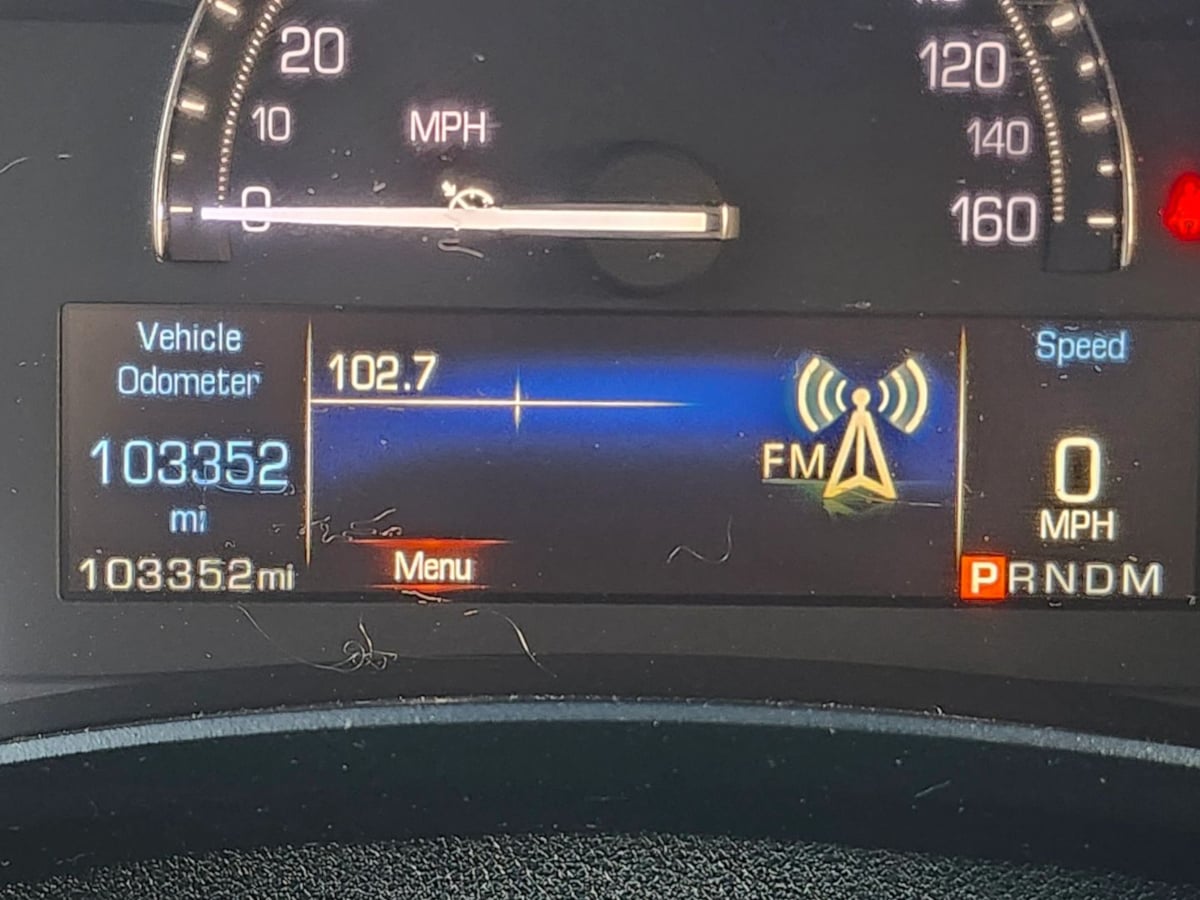 20
10
MPH
0
120
140
160
Vehicle
Odometer
103352
mi
103352mi
102.7
FM
Menu
Speed
0
MPH
PRNDM